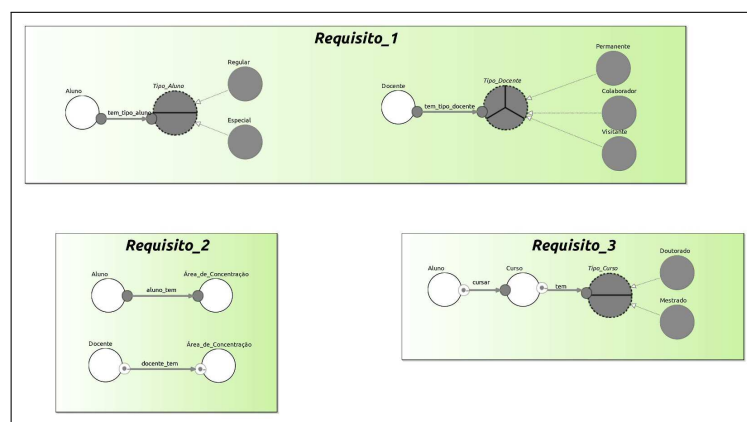 Requisito_1
Aluno
tem_tipo_aluno
Tipo_Aluno
Regular
Especial
Docente
tem_tipo_docente
Tipo_Docente
Permanente
Colaborador
Visitante
Requisito_2
Aluno
aluno_tem
Área_de_Concentração
Docente
docente_tem
Área_de_Concentração
Requisito_3
Aluno
cursar
Curso
tem
Tipo_Curso
Doutorado
Mestrado